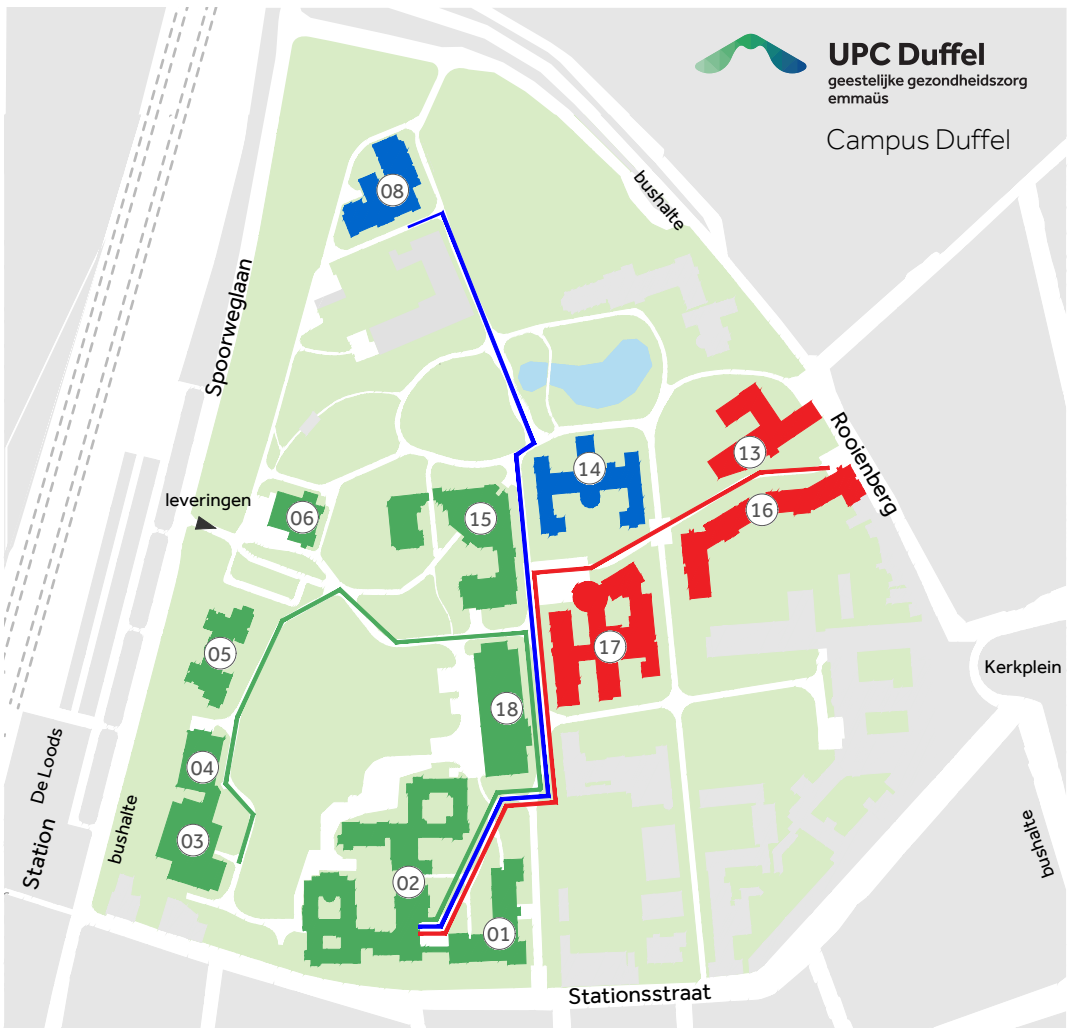 UPC Duffel
geestelijke gezondheidszorg
emmaüs
Campus Duffel
bushalte
08
Spoorweglaan
Rooienberg
13
14
leveringen
06
15
16
17
05
Kerkplein
18
04
De Loods
Station
03
bushalte
bushalte
02
01
Stationsstraat